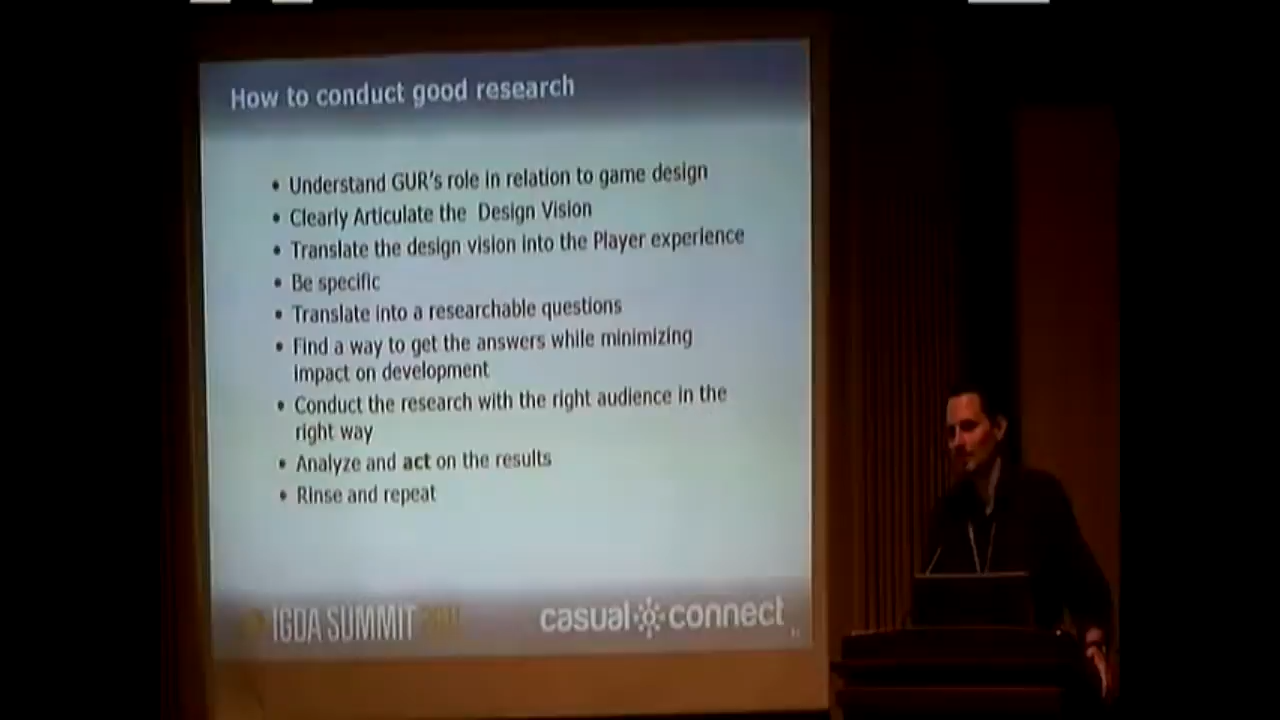 How to conduct good research
• Understand GUR's role in relation to game design
• Clearly Articulate the Design Vision
• Translate the design vision into the Player experience
• Be specific
• Translate into a researchable questions
• Find a way to get the answers while minimizing
impact on development
• Conduct the research with the right audience in the
right way
• Analyze and act on the results
• Rinse and repeat
IGDA SUMMIT
casual connect